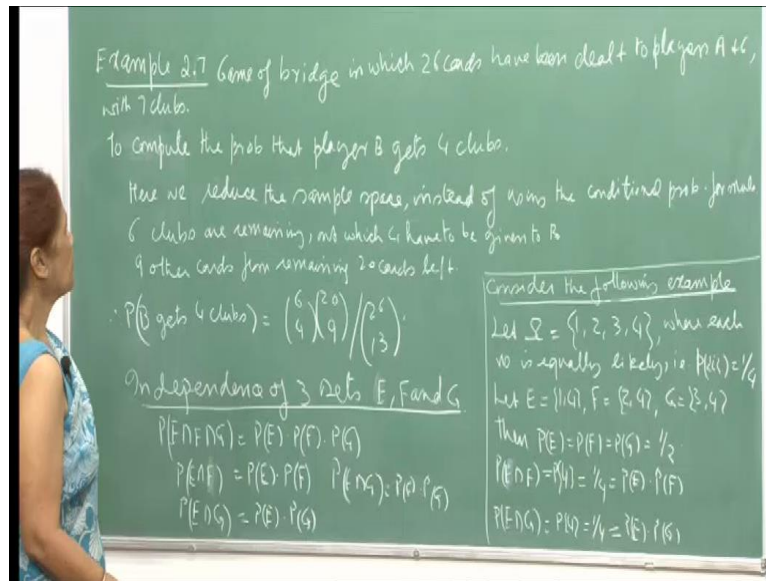 Example 2.7 Game of bridge in which 26 cards have been dealt to players A & C,
with 7 clubs.
To compute the prob that player B gets 4 clubs.
Here we reduce the sample space, instead of using the conditional prob. formula
6 clubs are remaining, out which 4 have to be given to B
9 other cards from remaining 20 cards left.
∴ P(B gets 4 clubs) = (6 4)(20 9)/(26 13).
Independence of 3 sets E, F and G
P(E∩F∩G) = P(E). P(F). P(G)
P(E∩F) = P(E). P(F) P(E∩G) = P(E). P(G)
P(E∩G) = P(E). P(G)
Consider the following example
Let Ω = {1, 2, 3, 4}, where each
no is equally likely, i.e. P({i}) = 1/4
Let E = {1,4}, F = {2,4}, G = {3,4}
then P(E) = P(F) = P(G) = 1/2
P(E∩F) = P(4) = 1/4 = P(E). P(F)
P(E∩G) = P(4) = 1/4 = P(E). P(G)